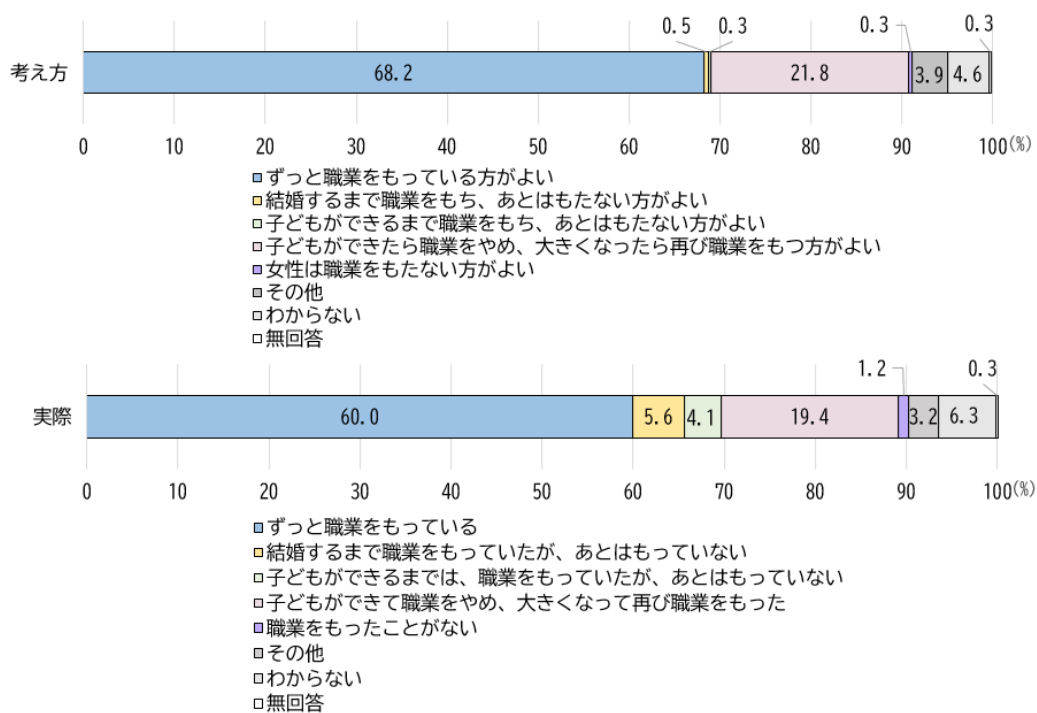 0.5 0.3 0.3 0.3
考え方 68.2 21.8 3.9 4.6
0 10 20 30 40 50 60 70 80 90 100(%)
ずっと職業をもっている方がよい
結婚するまで職業をもち、あとはもたない方がよい
子どもができるまで職業をもち、あとはもたない方がよい
子どもができたら職業をやめ、大きくなったら再び職業をもつ方がよい
女性は職業をもたない方がよい
その他
わからない
無回答
1.2 0.3
実際 60.0 5.6 4.1 19.4 3.2 6.3
0 10 20 30 40 50 60 70 80 90 100(%)
ずっと職業をもっている
結婚するまで職業をもっていたが、あとはもっていない
子どもができるまでは、職業をもっていたが、あとはもっていない
子どもができて職業をやめ、大きくなって再び職業をもった
職業をもったことがない
その他
わからない
無回答